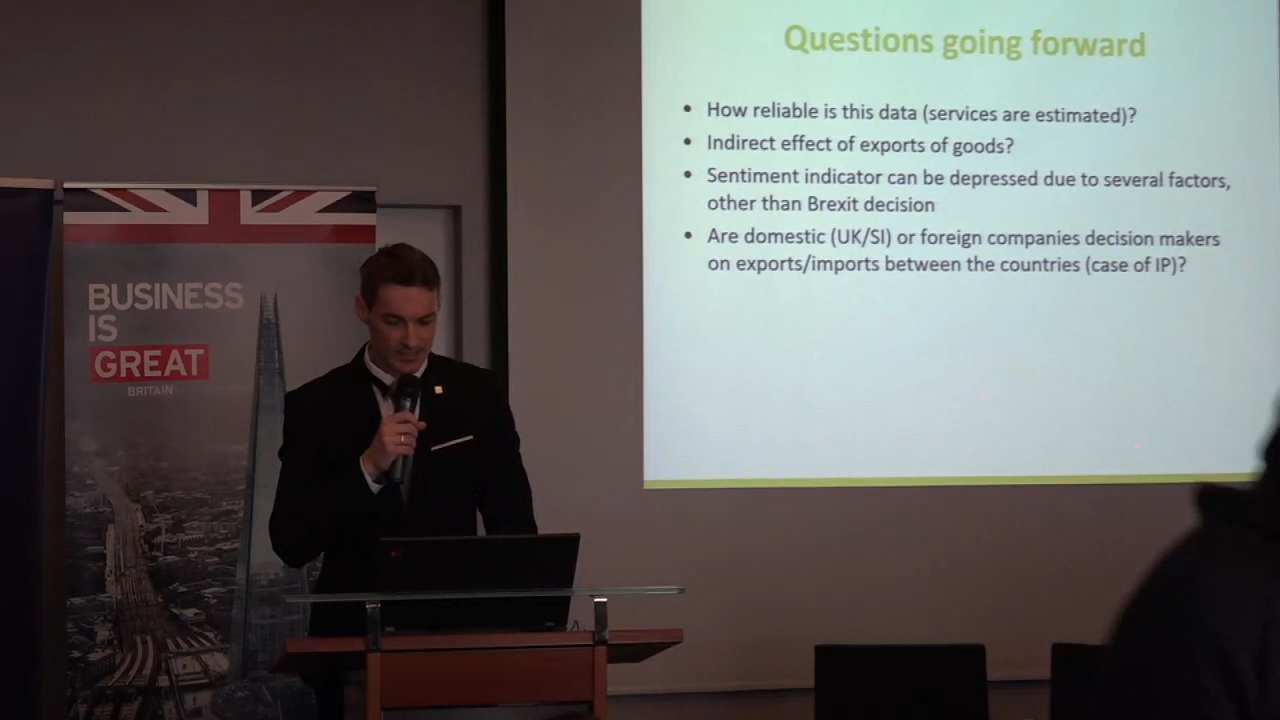 BUSINESS
IS
GREAT
BRITAIN
Questions going forward
• How reliable is this data (services are estimated)?
• Indirect effect of exports of goods?
• Sentiment indicator can be depressed due to several factors,
other than Brexit decision
• Are domestic (UK/SI) or foreign companies decision makers
on exports/imports between the countries (case of IP)?